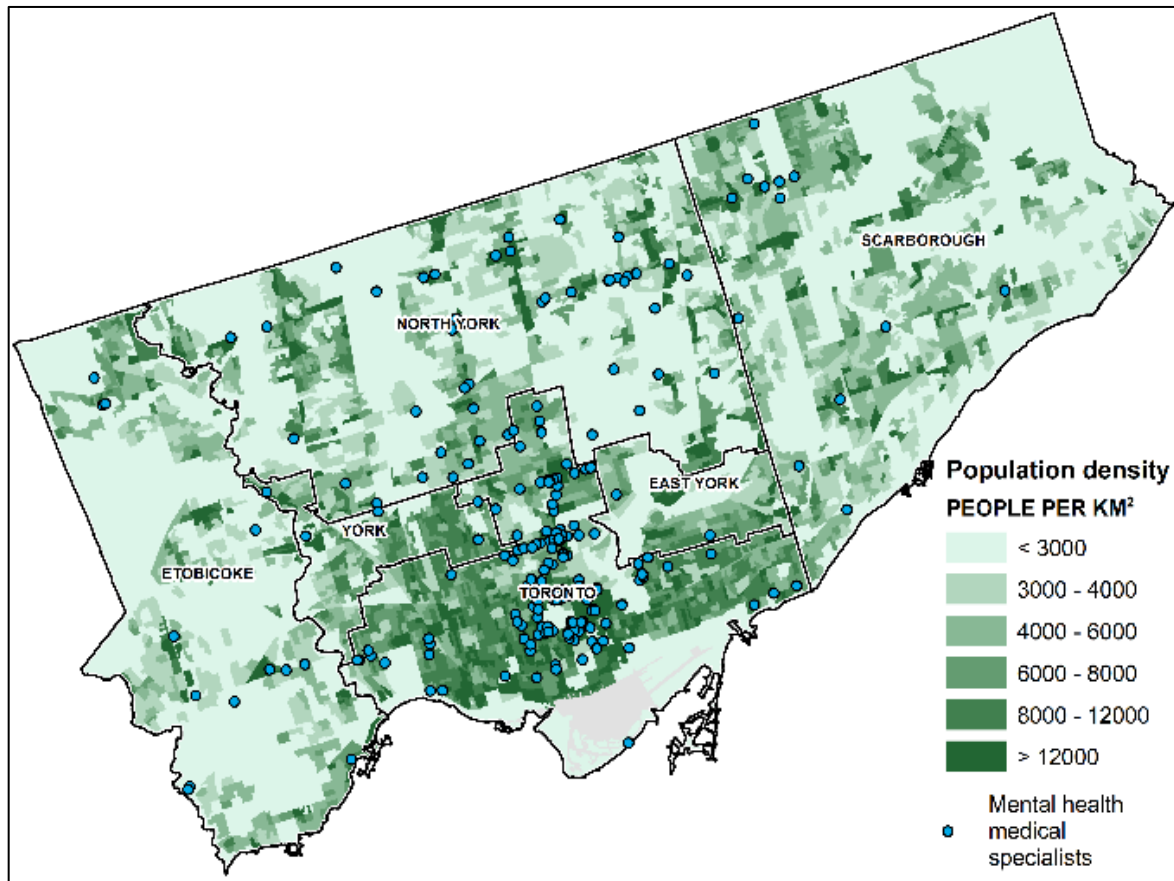 SCARBOROUGH
NORTH YORK
EAST YORK
YORK
ETOBICOKE
TORONTO
Population density
PEOPLE PER KM²
< 3000
3000 - 4000
4000 - 6000
6000 - 8000
8000 - 12000
> 12000
Mental health
medical
specialists